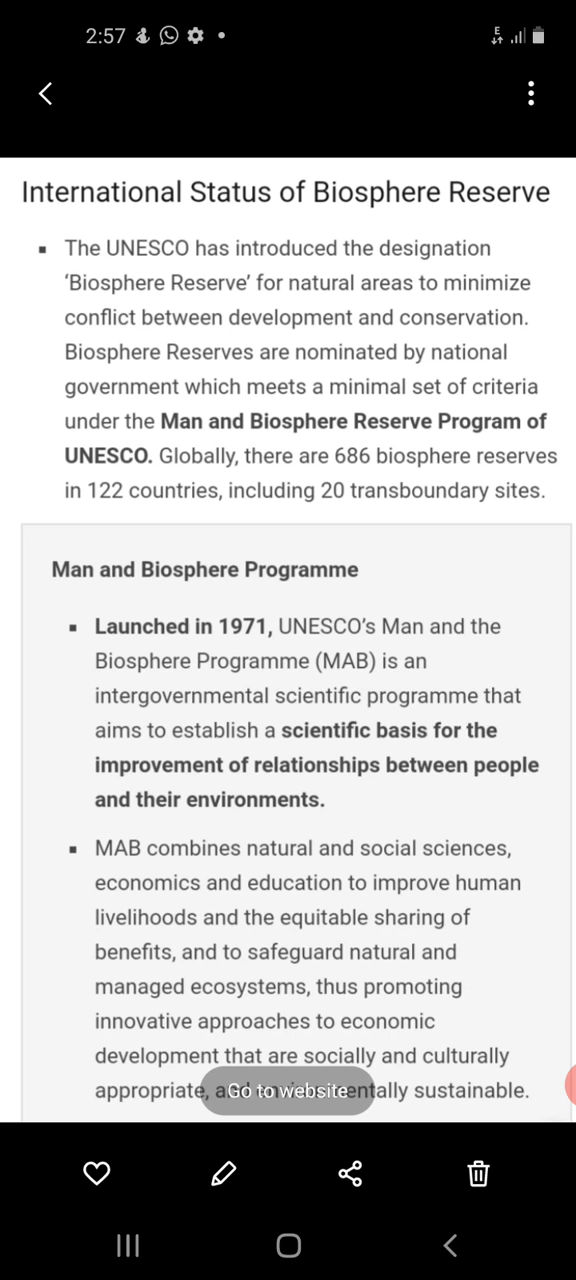 2:57
International Status of Biosphere Reserve
▪ The UNESCO has introduced the designation
‘Biosphere Reserve’ for natural areas to minimize
conflict between development and conservation.
Biosphere Reserves are nominated by national
government which meets a minimal set of criteria
under the Man and Biosphere Reserve Program of
UNESCO. Globally, there are 686 biosphere reserves
in 122 countries, including 20 transboundary sites.
Man and Biosphere Programme
▪ Launched in 1971, UNESCO’s Man and the
Biosphere Programme (MAB) is an
intergovernmental scientific programme that
aims to establish a scientific basis for the
improvement of relationships between people
and their environments.
▪ MAB combines natural and social sciences,
economics and education to improve human
livelihoods and the equitable sharing of
benefits, and to safeguard natural and
managed ecosystems, thus promoting
innovative approaches to economic
development that are socially and culturally
appropriate, and environmentally sustainable.
Go to website